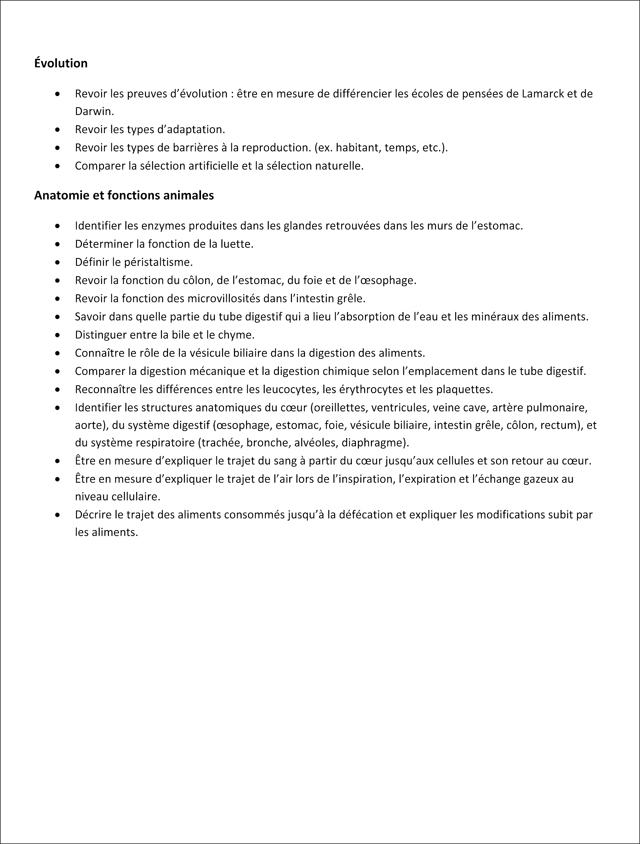 Évolution
• Revoir les preuves d’évolution : être en mesure de différencier les écoles de pensées de Lamarck et de
Darwin.
• Revoir les types d’adaptation.
• Revoir les types de barrières à la reproduction. (ex. habitant, temps, etc.).
• Comparer la sélection artificielle et la sélection naturelle.
Anatomie et fonctions animales
• Identifier les enzymes produites dans les glandes retrouvées dans les murs de l’estomac.
• Déterminer la fonction de la luette.
• Définir le péristaltisme.
• Revoir la fonction du côlon, de l’estomac, du foie et de l’œsophage.
• Revoir la fonction des microvillosités dans l’intestin grêle.
• Savoir dans quelle partie du tube digestif qui a lieu l’absorption de l’eau et les minéraux des aliments.
• Distinguer entre la bile et le chyme.
• Connaître le rôle de la vésicule biliaire dans la digestion des aliments.
• Comparer la digestion mécanique et la digestion chimique selon l’emplacement dans le tube digestif.
• Reconnaître les différences entre les leucocytes, les érythrocytes et les plaquettes.
• Identifier les structures anatomiques du cœur (oreillettes, ventricules, veine cave, artère pulmonaire,
aorte), du système digestif (œsophage, estomac, foie, vésicule biliaire, intestin grêle, côlon, rectum), et
du système respiratoire (trachée, bronche, alvéoles, diaphragme).
• Être en mesure d’expliquer le trajet du sang à partir du cœur jusqu’aux cellules et son retour au cœur.
• Être en mesure d’expliquer le trajet de l’air lors de l’inspiration, l’expiration et l’échange gazeux au
niveau cellulaire.
• Décrire le trajet des aliments consommés jusqu’à la défécation et expliquer les modifications subit par
les aliments.